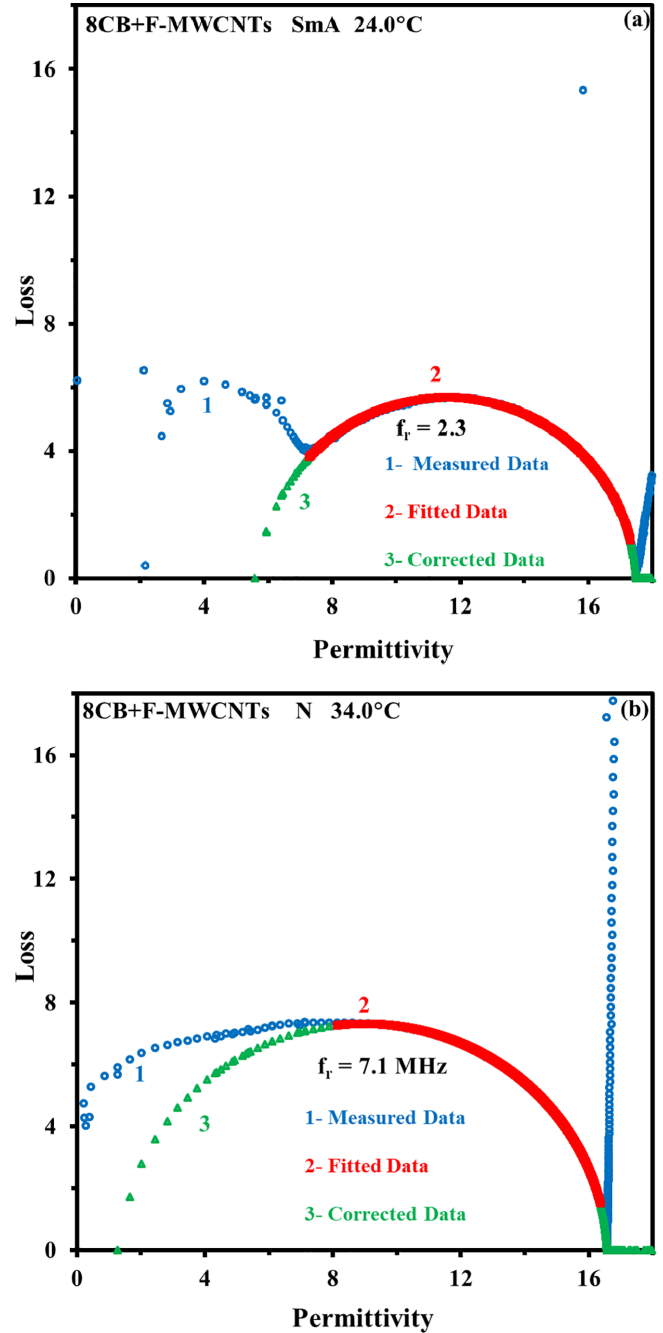 8CB+F-MWCNTs SmA 24.0°C (a)
16
12
Loss
8
2
1
f_r = 2.3
4
1- Measured Data
3
2- Fitted Data
3- Corrected Data
0
0 4 8 12 16
Permittivity
8CB+F-MWCNTs N 34.0°C (b)
16
12
Loss
8
2
1
f_r = 7.1 MHz
4
3
1- Measured Data
2- Fitted Data
3- Corrected Data
0
0 4 8 12 16
Permittivity